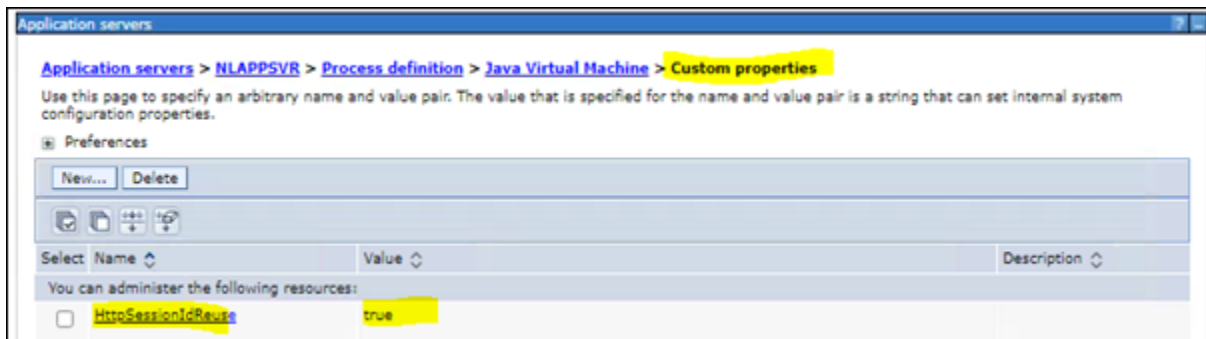 Application servers
Application servers > NLAPPSVR > Process definition > Java Virtual Machine > Custom properties
Use this page to specify an arbitrary name and value pair. The value that is specified for the name and value pair is a string that can set internal system
configuration properties.
Preferences
New... Delete
Select Name Value Description
You can administer the following resources:
HttpSessionIdReuse true